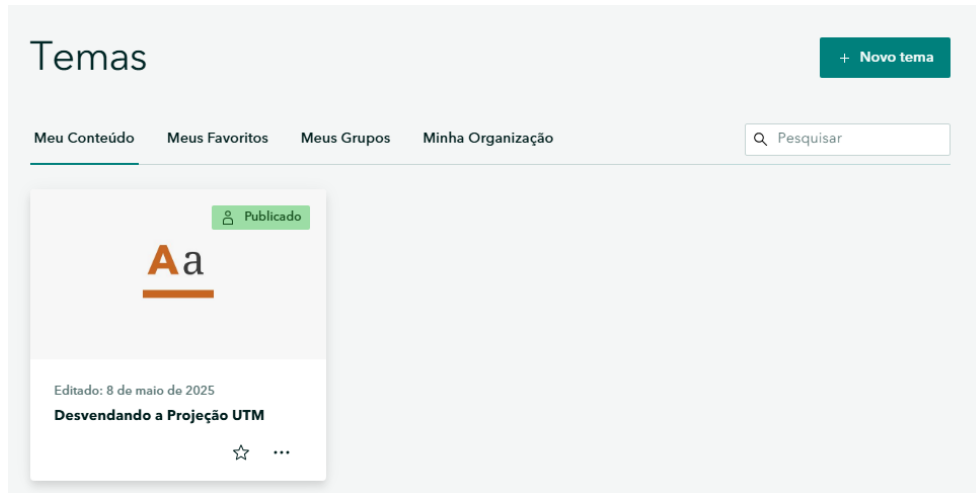 Temas
+ Novo tema
Meu Conteúdo Meus Favoritos Meus Grupos Minha Organização Pesquisar
Publicado
Aa
Editado: 8 de maio de 2025
Desvendando a Projeção UTM